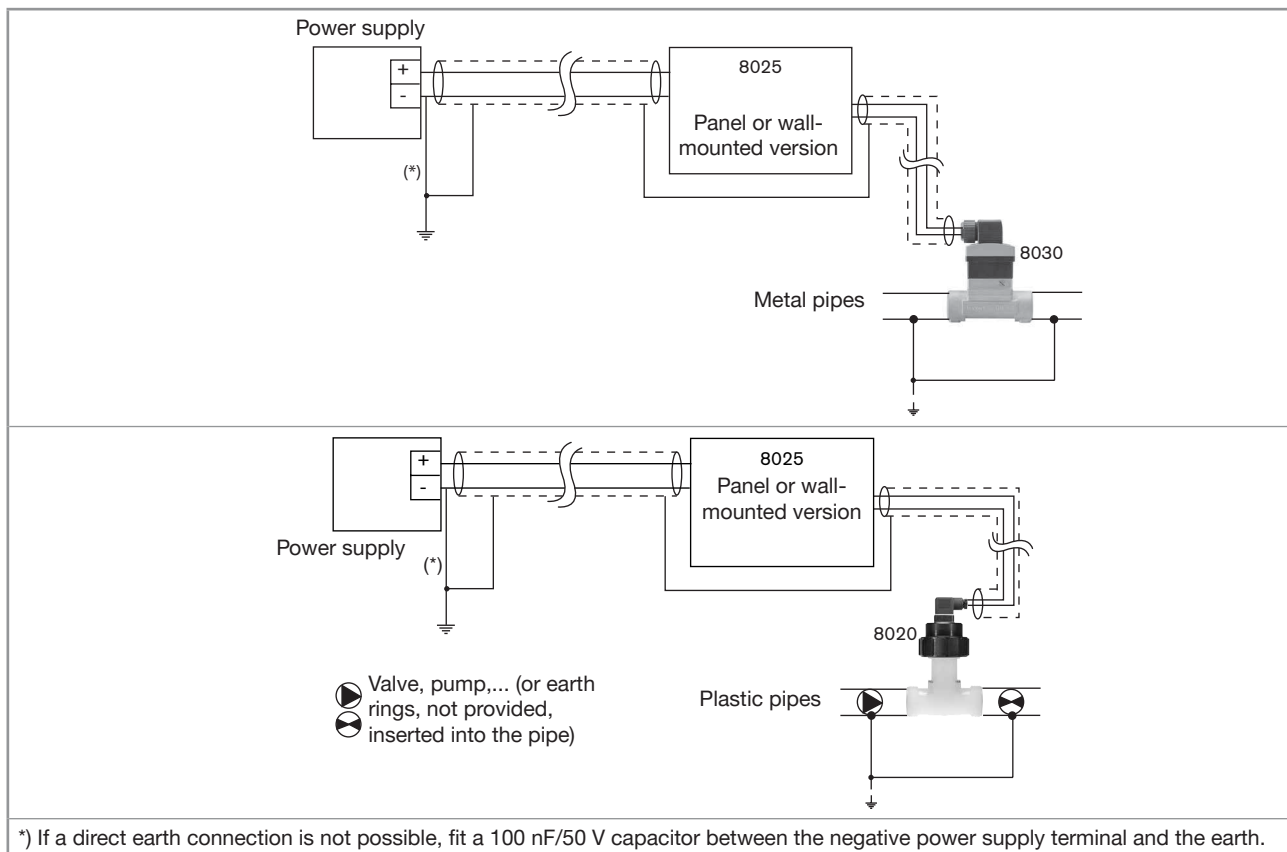 Power supply
+
-
8025
Panel or wall-
mounted version
(*)
8030
Metal pipes
+
-
Power supply
8025
Panel or wall-
mounted version
(*)
8020
Valve, pump,... (or earth
rings, not provided,
inserted into the pipe)
Plastic pipes
*) If a direct earth connection is not possible, fit a 100 nF/50 V capacitor between the negative power supply terminal and the earth.